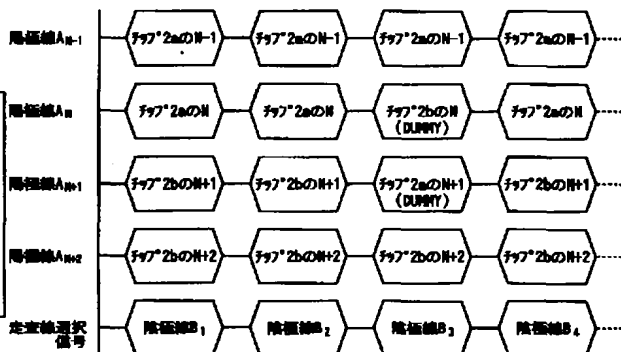 陽極線AN-1 チップ2aのN-1 チップ2aのN-1 チップ2aのN-1 チップ2aのN-1
陽極線AN チップ2aのN チップ2aのN チップ2bのN チップ2aのN
(DUMMY)
陽極線AN+1 チップ2bのN+1 チップ2bのN+1 チップ2aのN+1 チップ2bのN+1
(DUMMY)
陽極線AN+2 チップ2bのN+2 チップ2bのN+2 チップ2bのN+2 チップ2bのN+2
走査線選択
信号 陰極線B1 陰極線B2 陰極線B3 陰極線B4